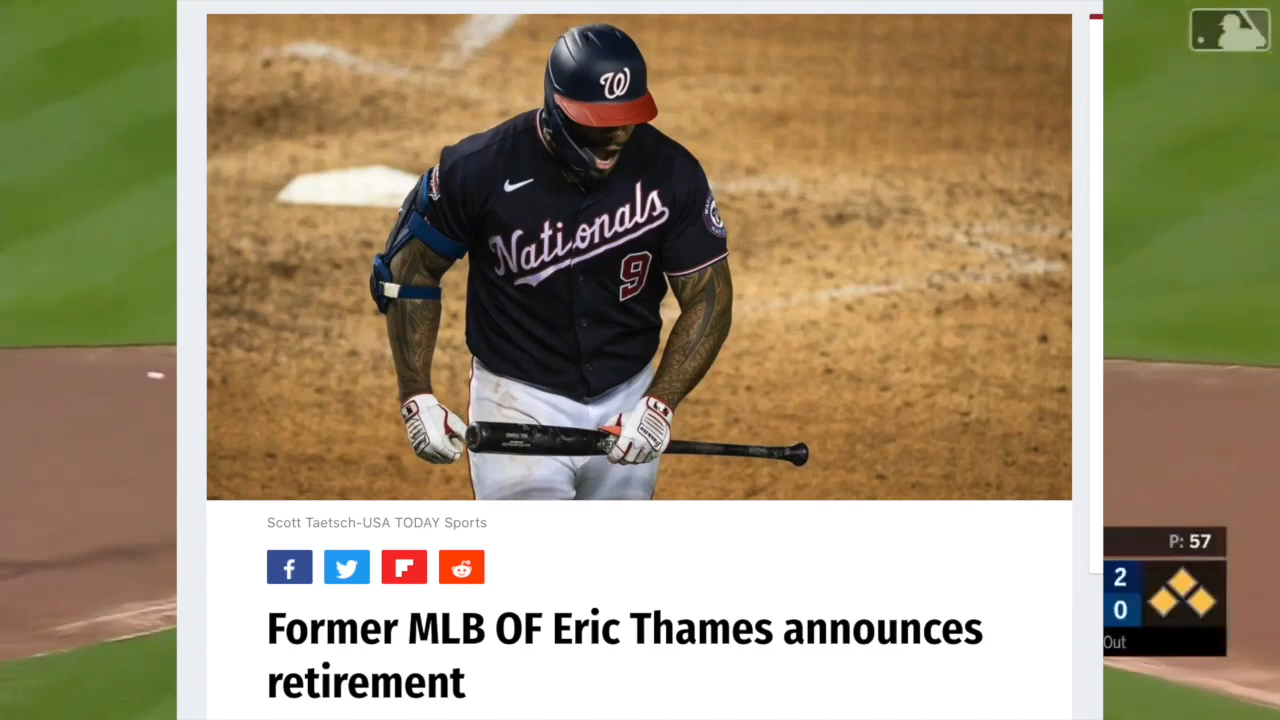 W
Nationals
9
Scott Taetsch-USA TODAY Sports
Former MLB OF Eric Thames announces
retirement
P: 57
2
0
Out